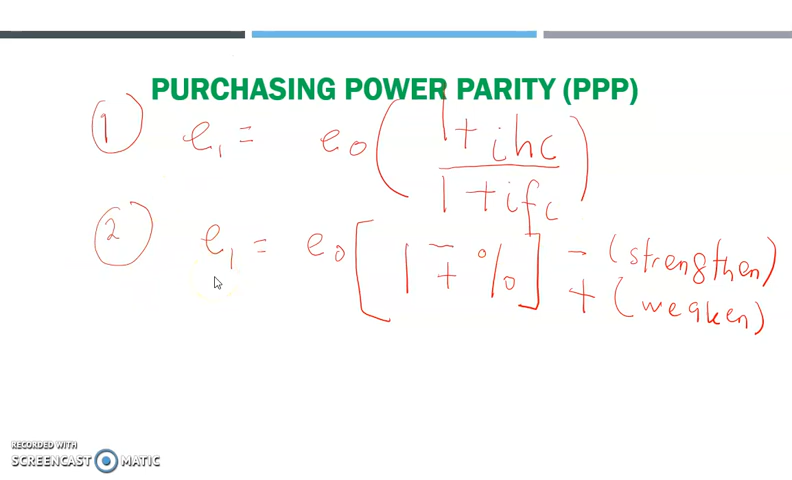 PURCHASING POWER PARITY (PPP)
① e₁ = e₀ ( 1 + ihc / 1 + ifc )
② e₁ = e₀ [ 1 ∓ % ] - (strengthen)
+ (weaken)
RECORDED WITH
SCREENCAST MATIC